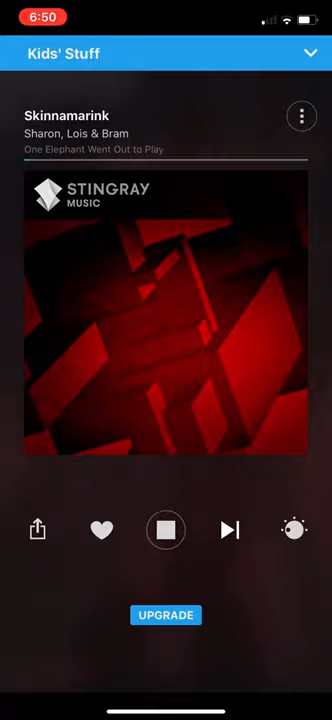 6:50
Kids' Stuff
Skinnamarink
Sharon, Lois & Bram
One Elephant Went Out to Play
STINGRAY
MUSIC
UPGRADE